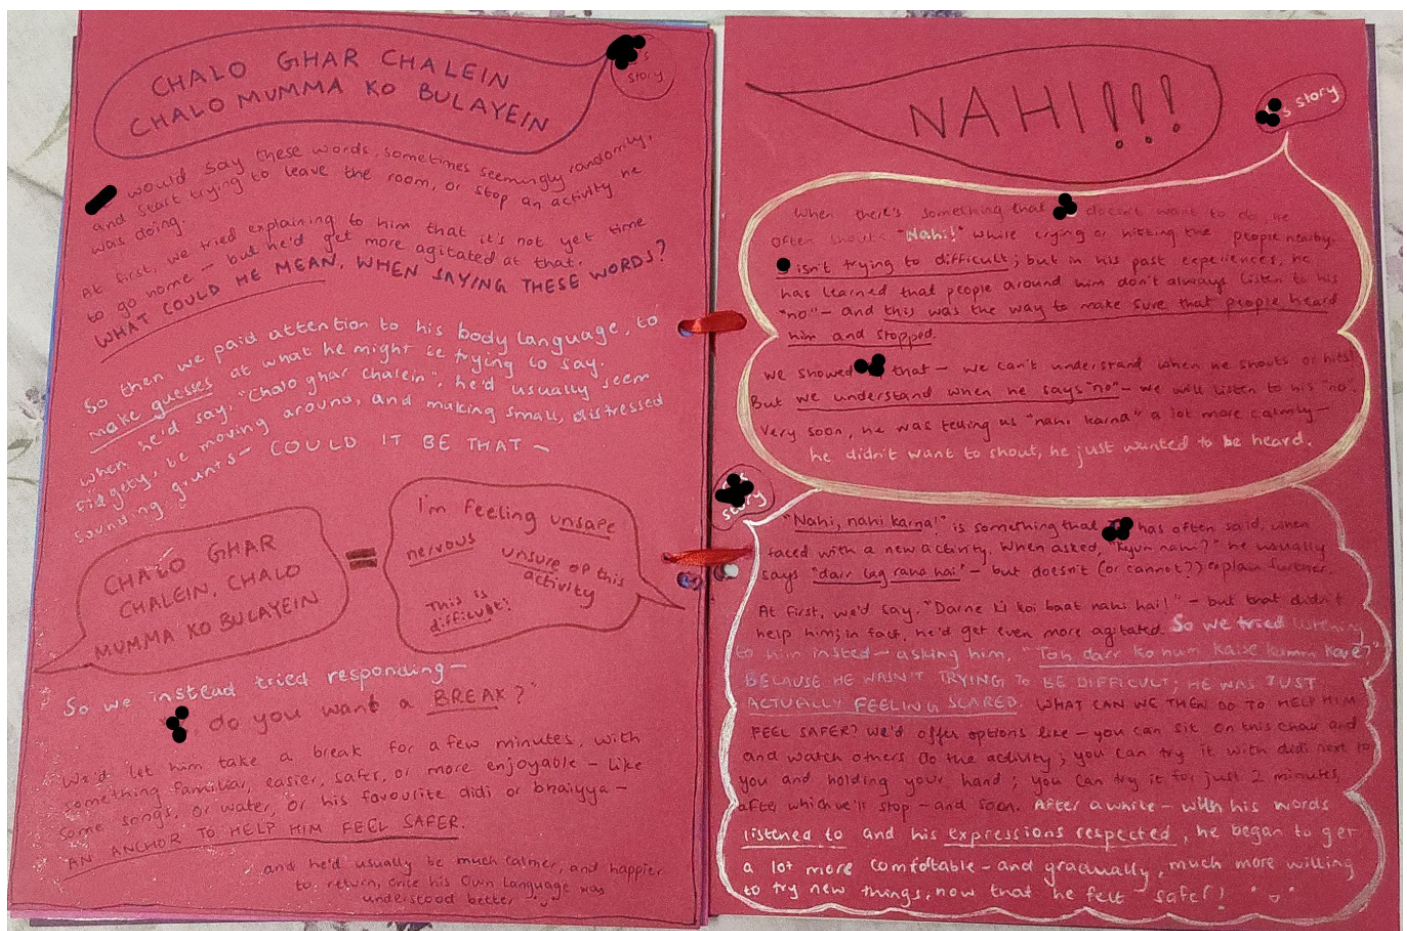 CHALO GHAR CHALEIN
CHALO MUMMA KO BULAYEIN
's
story
would say these words, sometimes seemingly randomly,
and start trying to leave the room, or stop an activity he
was doing.
At first, we tried explaining to him that it's not yet time
to go home – but he'd get more agitated at that.
WHAT COULD HE MEAN, WHEN SAYING THESE WORDS?
So then we paid attention to his body language, to
make guesses at what he might be trying to say.
when he'd say "Chalo ghar chalein", he'd usually seem
fidgety, be moving around, and making small, distressed
sounding grunts – COULD IT BE THAT –
CHALO GHAR
CHALEIN, CHALO
MUMMA KO BULAYEIN
=
I'm feeling unsafe
nervous
unsure of this
activity
This is
difficult!
So we instead tried responding –
, do you want a BREAK?"
We'd let him take a break for a few minutes, with
something familiar, easier, safer, or more enjoyable – like
some songs, or water, or his favourite didi or bhaiyya –
AN ANCHOR TO HELP HIM FEEL SAFER.
and he'd usually be much calmer, and happier
to return, once his own language was
understood better
NAHI!!!
's story
When there's something that doesn't want to do he
often shouts "Nahi!" while crying or hitting the people nearby.
isn't trying to difficult; but in his past experiences, he
has learned that people around him don't always listen to his
"no" – and this was the way to make sure that people heard
him and stopped.
We showed that – we can't understand when he shouts or hits!
But we understand when he says "no" – we will listen to his "no".
Very soon, he was telling us "nahi karna" a lot more calmly –
he didn't want to shout, he just wanted to be heard.
story
"Nahi, nahi karna!" is something that has often said, when
faced with a new activity. When asked, "Kyun nahi?" he usually
says "darr lag raha hai" – but doesn't (or cannot?) explain further.
At first, we'd say, "Darne ki koi baat nahi hai!" – but that didn't
help him; in fact, he'd get even more agitated. So we tried listening
to him insted – asking him, "Toh darr ko hum kaise kumm kare?"
BECAUSE HE WASN'T TRYING TO BE DIFFICULT; HE WAS JUST
ACTUALLY FEELING SCARED. WHAT CAN WE THEN DO TO HELP HIM
FEEL SAFER? We'd offer options like – you can sit on this chair and
and watch others do the activity; you can try it with didi next to
you and holding your hand; you can try it for just 2 minutes,
after which we'll stop – and soon. After a while – with his words
listened to and his expressions respected, he began to get
a lot more comfortable – and gradually, much more willing
to try new things, now that he felt safer!